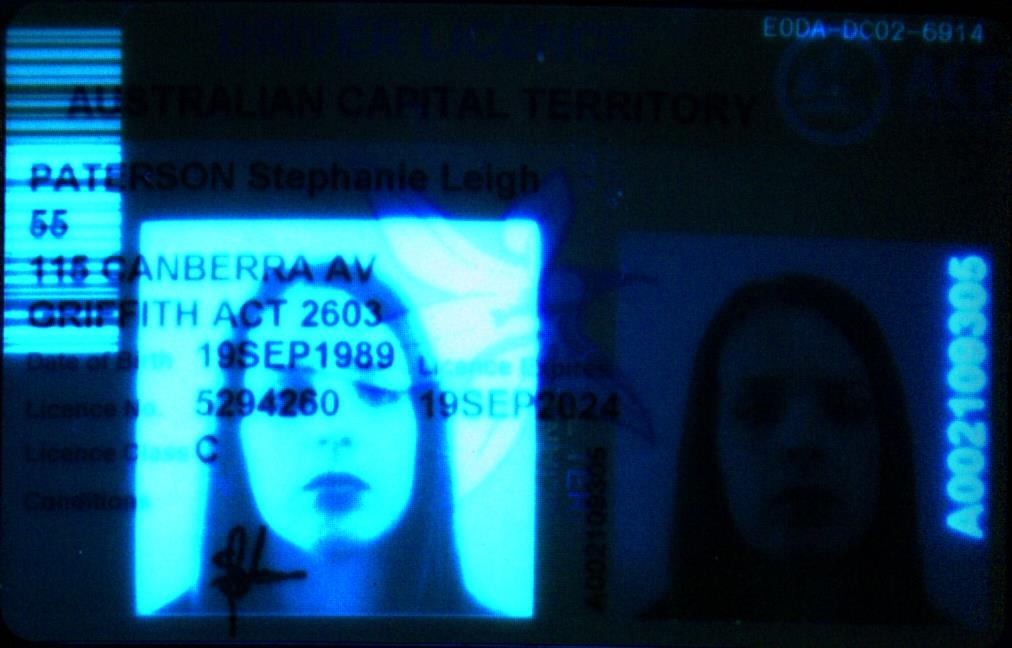 E0DA-DC02-6914
DRIVER LICENCE
ACT
AUSTRALIAN CAPITAL TERRITORY
PATERSON Stephanie Leigh
55
115 CANBERRA AV
GRIFFITH ACT 2603
Date of Birth 19SEP1989 Licence Expires
Licence No. 5294260 19SEP2024
Licence Class C
Conditions
A002109305
A002109305